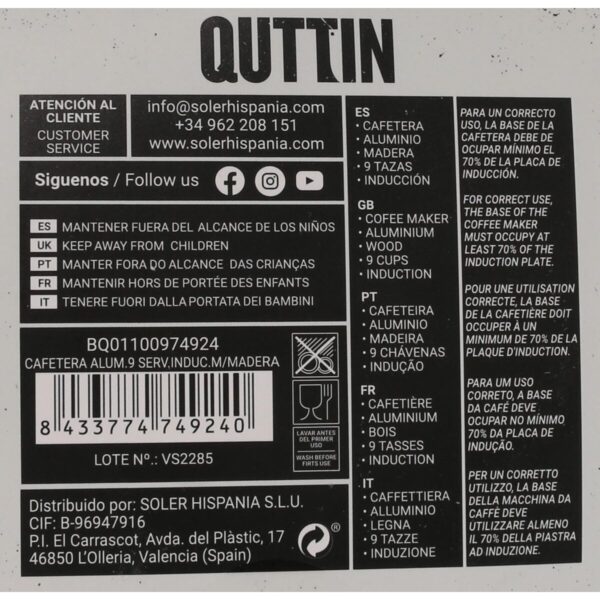 QUTTIN
ATENCIÓN AL
CLIENTE
CUSTOMER
SERVICE
info@solerhispania.com
+34 962 208 151
www.solerhispania.com
Siguenos / Follow us
ES MANTENER FUERA DEL ALCANCE DE LOS NIÑOS
UK KEEP AWAY FROM CHILDREN
PT MANTER FORA DO ALCANCE DAS CRIANÇAS
FR MANTENIR HORS DE PORTÉE DES ENFANTS
IT TENERE FUORI DALLA PORTATA DEI BAMBINI
BQ01100974924
CAFETERA ALUM.9 SERV,INDUC.M/MADERA
8 433774 749240
LOTE Nº.: VS2285
LAVAR ANTES
DEL PRIMER
USO
WASH BEFORE
FIRTS USE
Distribuido por: SOLER HISPANIA S.L.U.
CIF: B-96947916
P.I. El Carrascot, Avda. del Plàstic, 17
46850 L'Olleria, Valencia (Spain)
ES
• CAFETERA
• ALUMINIO
• MADERA
• 9 TAZAS
• INDUCCIÓN
GB
• COFEE MAKER
• ALUMINIUM
• WOOD
• 9 CUPS
• INDUCTION
PT
• CAFETEIRA
• ALUMINIO
• MADEIRA
• 9 CHÁVENAS
• INDUÇÃO
FR
• CAFETIÈRE
• ALUMINIUM
• BOIS
• 9 TASSES
• INDUCTION
IT
• CAFFETTIERA
• ALLUMINIO
• LEGNA
• 9 TAZZE
• INDUZIONE
PARA UN CORRECTO
USO, LA BASE DE LA
CAFETERA DEBE DE
OCUPAR MÍNIMO EL
70% DE LA PLACA DE
INDUCCIÓN.
FOR CORRECT USE,
THE BASE OF THE
COFFEE MAKER
MUST OCCUPY AT
LEAST 70% OF THE
INDUCTION PLATE.
POUR UNE UTILISATION
CORRECTE, LA BASE
DE LA CAFETIÈRE DOIT
OCCUPER À UN
MINIMUM DE 70% DE LA
PLAQUE D'INDUCTION.
PARA UM USO
CORRETO, A BASE
DA CAFÉ DEVE
OCUPAR NO MÍNIMO
70% DA PLACA DE
INDUÇÃO.
PER UN CORRETTO
UTILIZZO, LA BASE
DELLA MACCHINA DA
CAFFÈ DEVE
UTILIZZARE ALMENO
IL 70% DELLA PIASTRA
AD INDUZIONE.